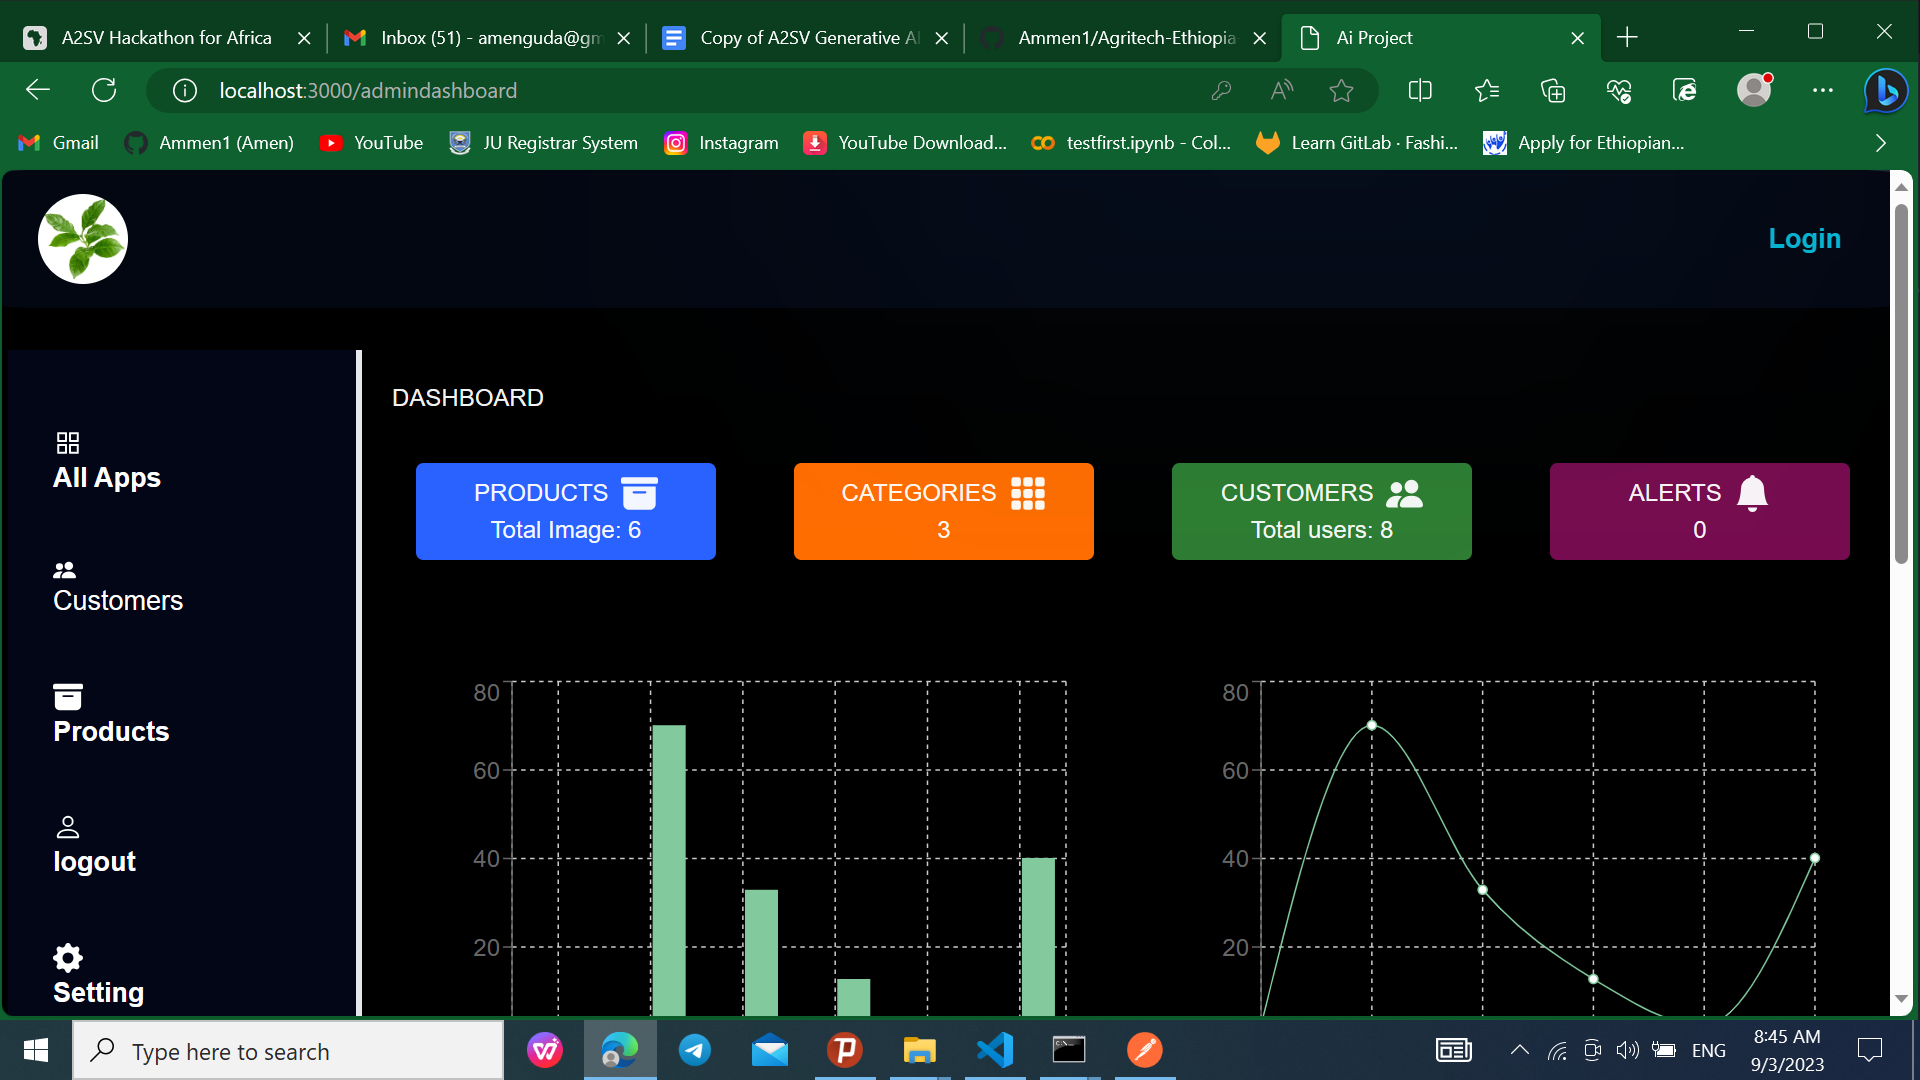 A2SV Hackathon for Africa
Inbox (51) - amenguda@gm
Copy of A2SV Generative AI
Ammen1/Agritech-Ethiopia-
Ai Project
localhost:3000/admindashboard
Gmail
Ammen1 (Amen)
YouTube
JU Registrar System
Instagram
YouTube Download...
testfirst.ipynb - Col...
Learn GitLab · Fashi...
Apply for Ethiopian...
Login
DASHBOARD
All Apps
Customers
Products
logout
Setting
PRODUCTS
Total Image: 6
CATEGORIES
3
CUSTOMERS
Total users: 8
ALERTS
0
80
60
40
20
80
60
40
20
Type here to search
ENG
8:45 AM
9/3/2023